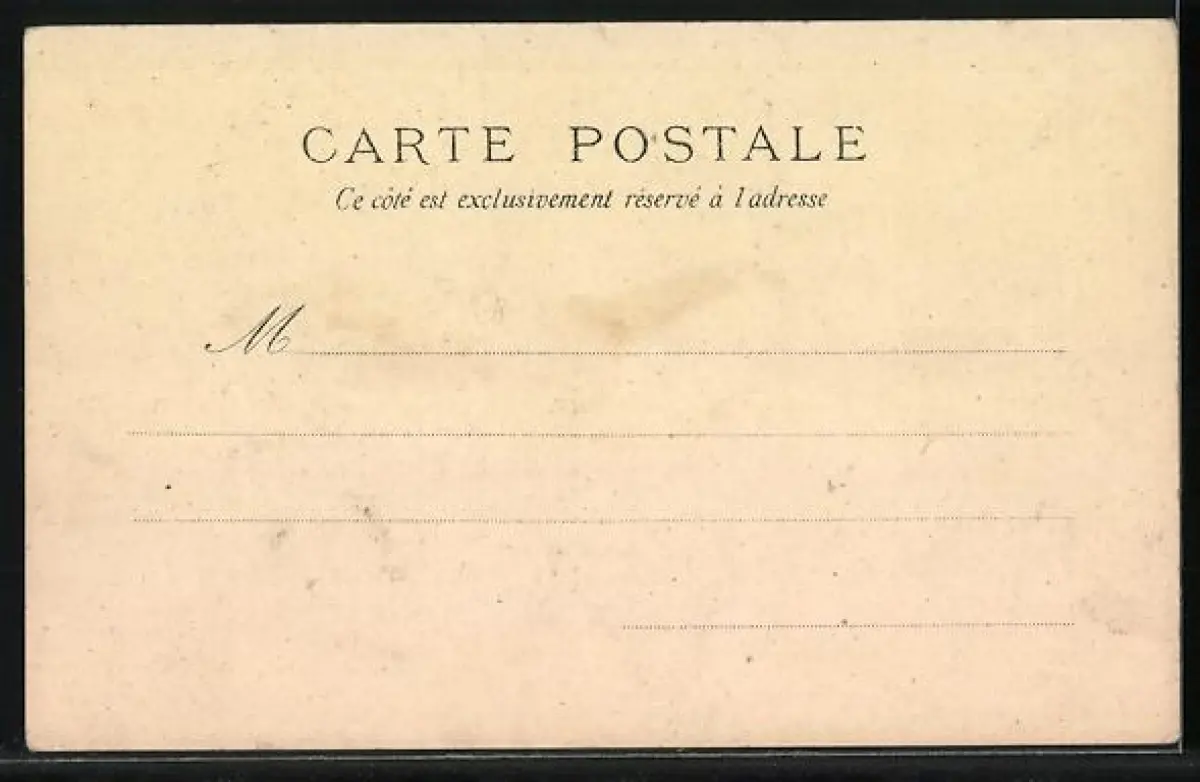 CARTE POSTALE
Ce côté est exclusivement réservé à l'adresse
M